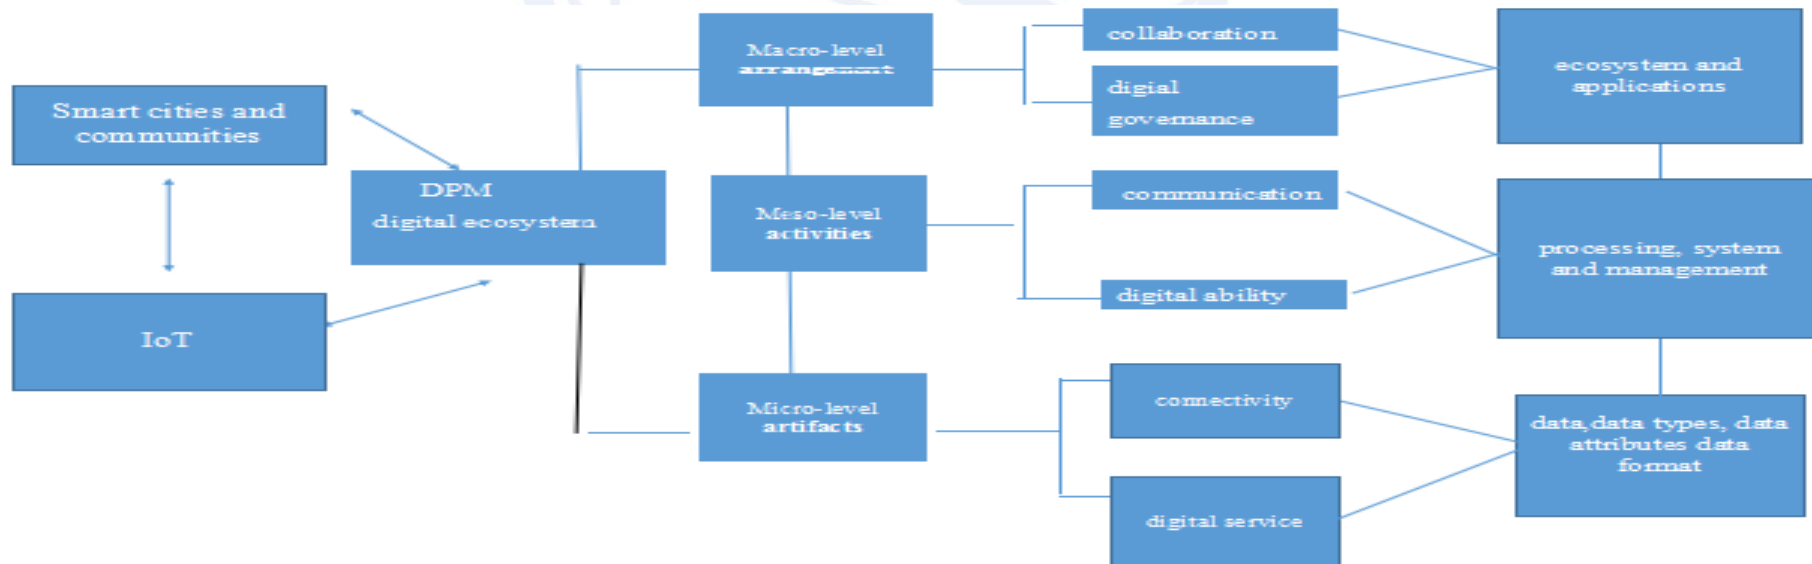 Smart cities and
communities
IoT
DPM
digital ecosystem
Macro-level
arrangement
Meso-level
activities
Micro-level
artifacts
collaboration
digial
governance
communication
digital ability
connectivity
digital service
ecosystem and
applications
processing, system
and management
data,data types, data
attributes data
format